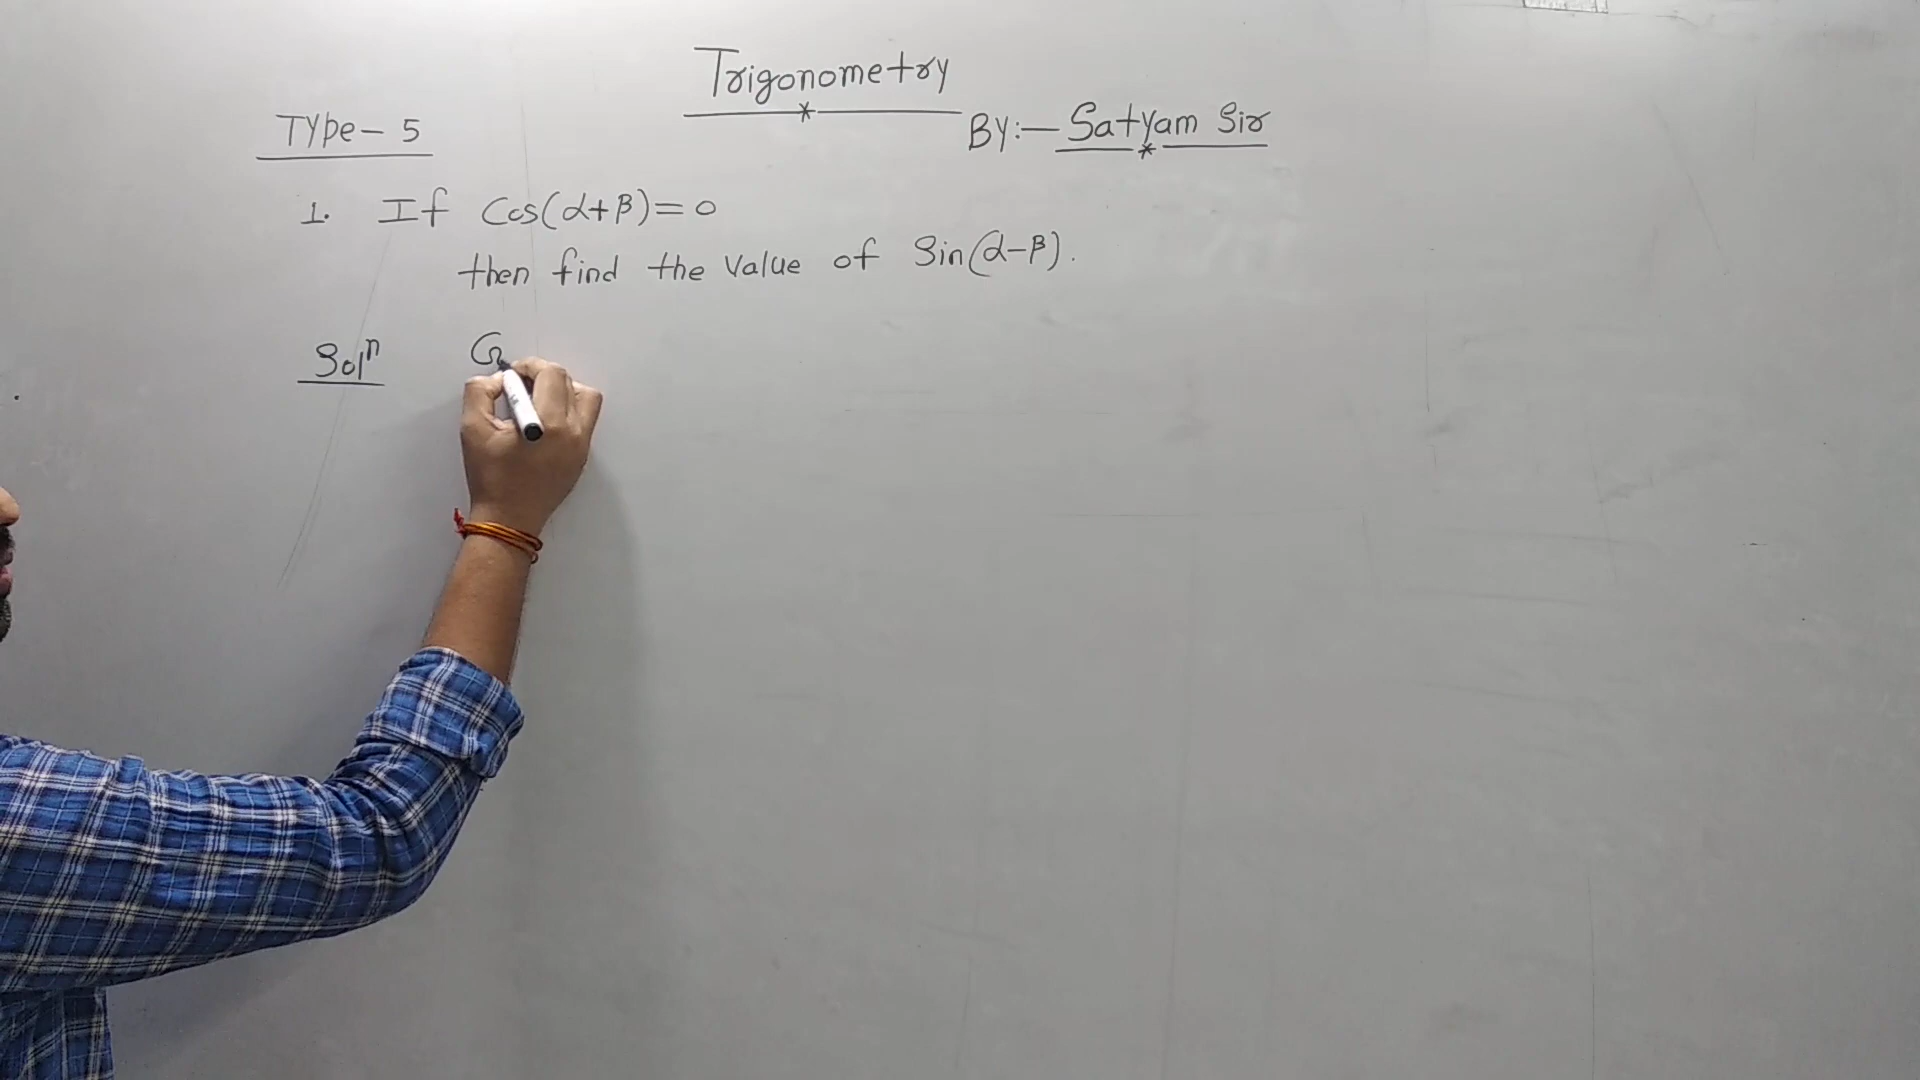 Trigonometry
BY:— Satyam Sir
TYPE- 5
1. If Cos(α+β)=0
then find the value of Sin(α-β).
Solⁿ